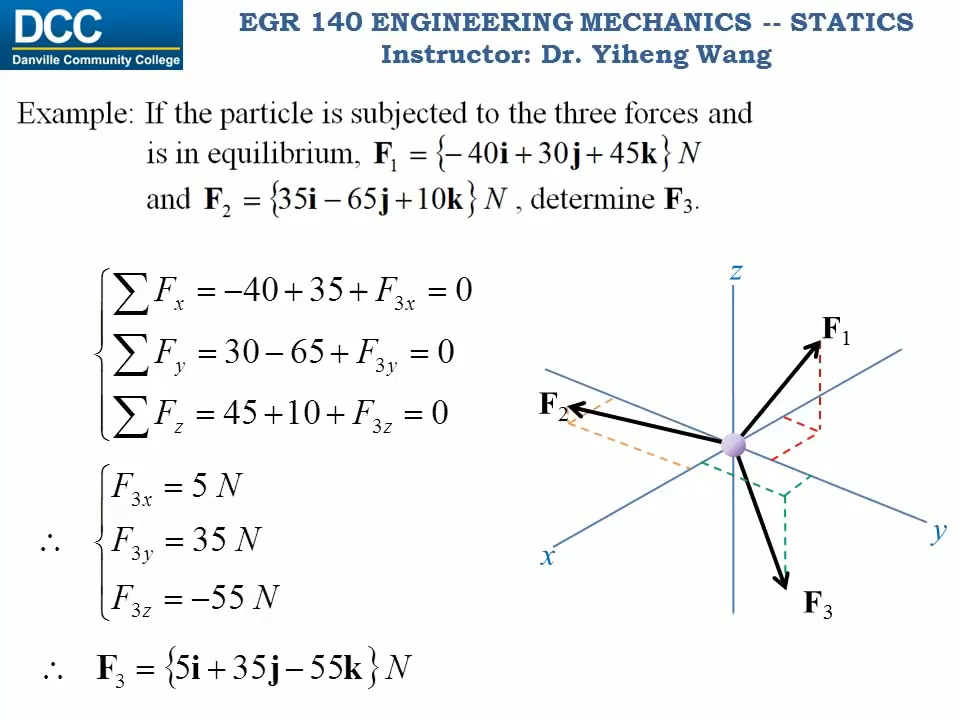 DCC
Danville Community College
EGR 140 ENGINEERING MECHANICS -- STATICS
Instructor: Dr. Yiheng Wang
Example: If the particle is subjected to the three forces and
is in equilibrium, F₁ = {− 40i + 30j + 45k} N
and F₂ = {35i − 65j + 10k} N , determine F₃.
∑ Fₓ = −40 + 35 + F₃ₓ = 0
∑ F_y = 30 − 65 + F₃y = 0
∑ F_z = 45 + 10 + F₃z = 0
∴ F₃ₓ = 5 N
F₃y = 35 N
F₃z = −55 N
∴ F₃ = {5i + 35j − 55k} N
z
F₁
F₂
y
x
F₃